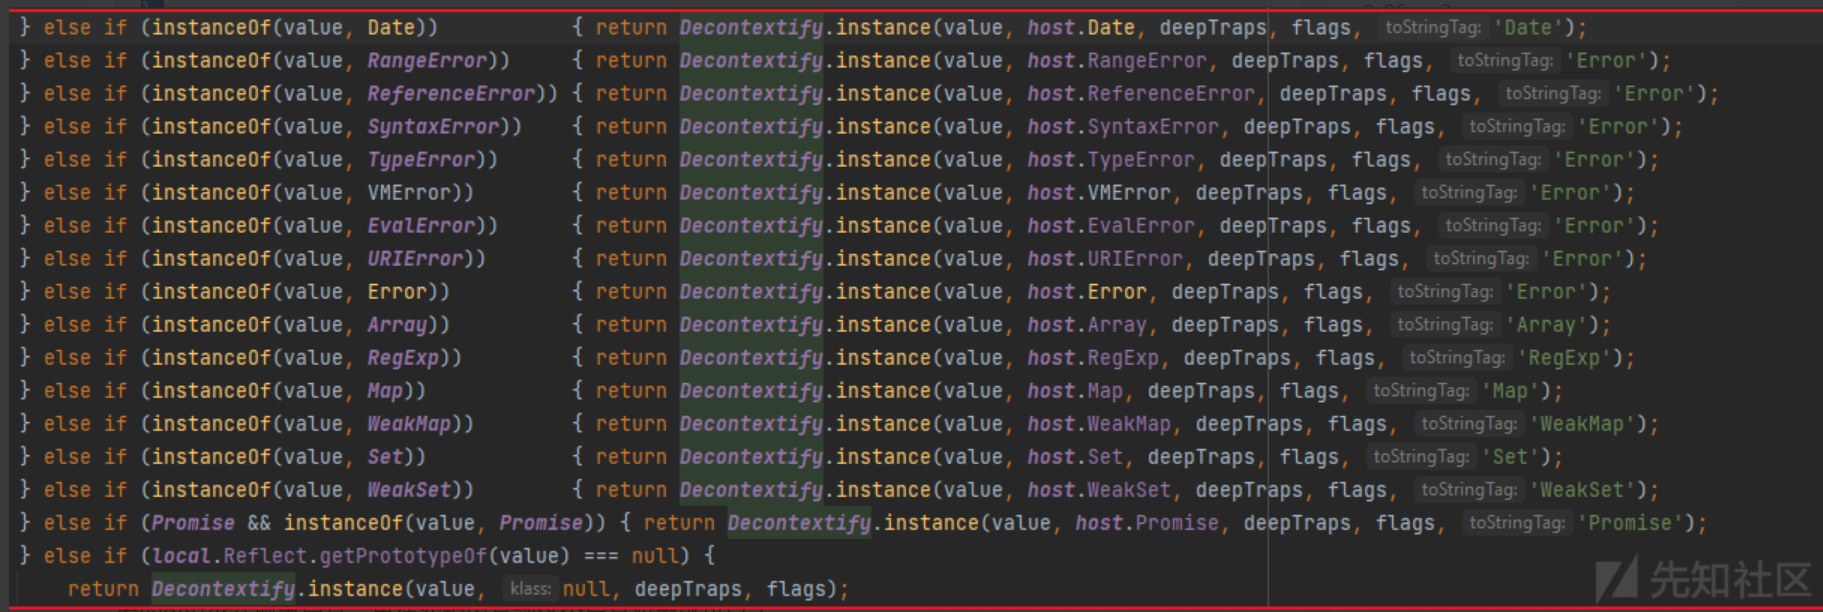 } else if (instanceOf(value, Date)) { return Decontextify.instance(value, host.Date, deepTraps, flags, toStringTag: 'Date');
} else if (instanceOf(value, RangeError)) { return Decontextify.instance(value, host.RangeError, deepTraps, flags, toStringTag: 'Error');
} else if (instanceOf(value, ReferenceError)) { return Decontextify.instance(value, host.ReferenceError, deepTraps, flags, toStringTag: 'Error');
} else if (instanceOf(value, SyntaxError)) { return Decontextify.instance(value, host.SyntaxError, deepTraps, flags, toStringTag: 'Error');
} else if (instanceOf(value, TypeError)) { return Decontextify.instance(value, host.TypeError, deepTraps, flags, toStringTag: 'Error');
} else if (instanceOf(value, VMError)) { return Decontextify.instance(value, host.VMError, deepTraps, flags, toStringTag: 'Error');
} else if (instanceOf(value, EvalError)) { return Decontextify.instance(value, host.EvalError, deepTraps, flags, toStringTag: 'Error');
} else if (instanceOf(value, URIError)) { return Decontextify.instance(value, host.URIError, deepTraps, flags, toStringTag: 'Error');
} else if (instanceOf(value, Error)) { return Decontextify.instance(value, host.Error, deepTraps, flags, toStringTag: 'Error');
} else if (instanceOf(value, Array)) { return Decontextify.instance(value, host.Array, deepTraps, flags, toStringTag: 'Array');
} else if (instanceOf(value, RegExp)) { return Decontextify.instance(value, host.RegExp, deepTraps, flags, toStringTag: 'RegExp');
} else if (instanceOf(value, Map)) { return Decontextify.instance(value, host.Map, deepTraps, flags, toStringTag: 'Map');
} else if (instanceOf(value, WeakMap)) { return Decontextify.instance(value, host.WeakMap, deepTraps, flags, toStringTag: 'WeakMap');
} else if (instanceOf(value, Set)) { return Decontextify.instance(value, host.Set, deepTraps, flags, toStringTag: 'Set');
} else if (instanceOf(value, WeakSet)) { return Decontextify.instance(value, host.WeakSet, deepTraps, flags, toStringTag: 'WeakSet');
} else if (Promise && instanceOf(value, Promise)) { return Decontextify.instance(value, host.Promise, deepTraps, flags, toStringTag: 'Promise');
} else if (local.Reflect.getPrototypeOf(value) === null) {
return Decontextify.instance(value, klass: null, deepTraps, flags);
先知社区